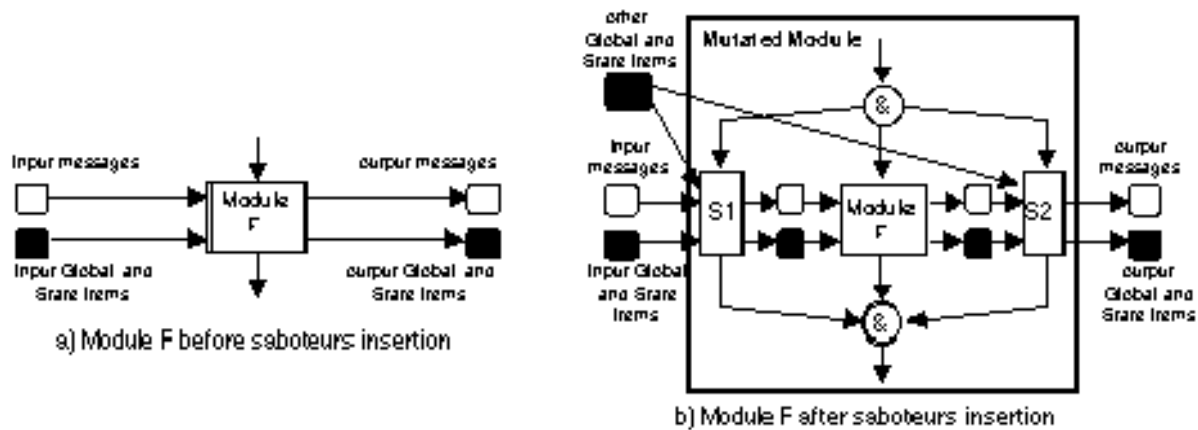 Input messages
output messages
Module
F
Input Global and
State Items
output Global and
State Items
a) Module F before saboteurs insertion
other
Global and
State Items
Mutated Module
&
Input
messages
output
messages
S1
Module
F
S2
Input Global
and State
Items
output
Global and
State Items
&
b) Module F after saboteurs insertion